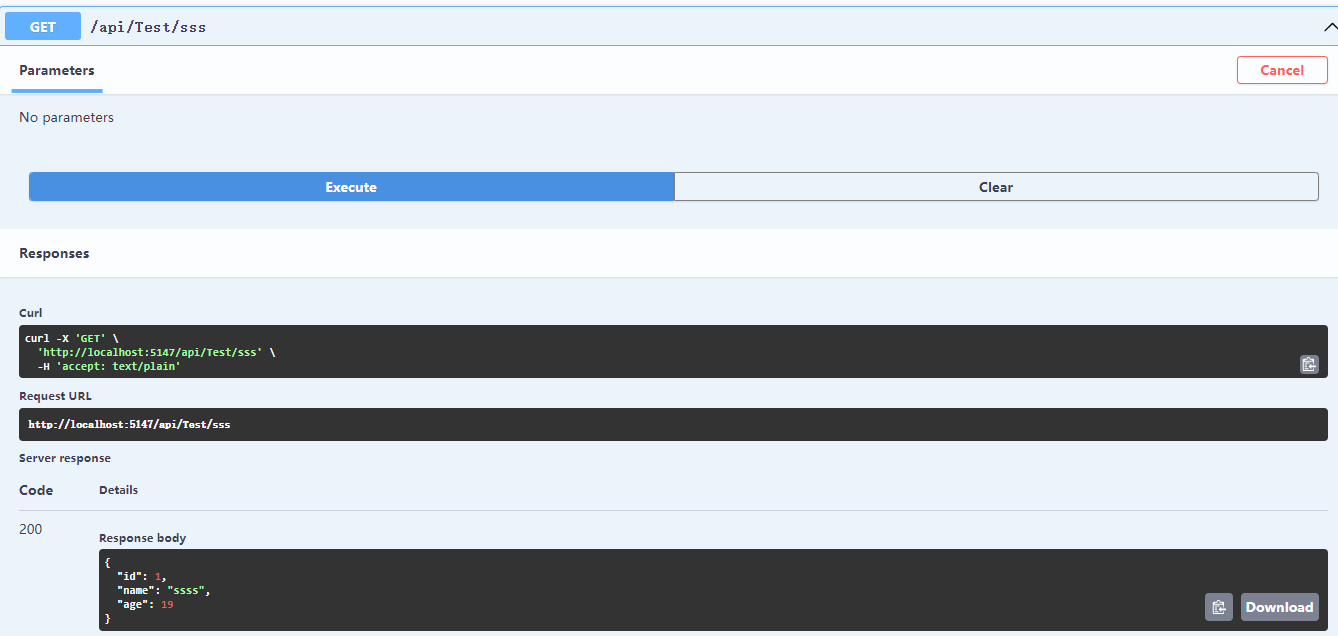 GET /api/Test/sss
Parameters
Cancel
No parameters
Execute
Clear
Responses
Curl
curl -X 'GET' \
  'http://localhost:5147/api/Test/sss' \
  -H 'accept: text/plain'
Request URL
http://localhost:5147/api/Test/sss
Server response
Code Details
200
Response body
{
  "id": 1,
  "name": "ssss",
  "age": 19
}
Download